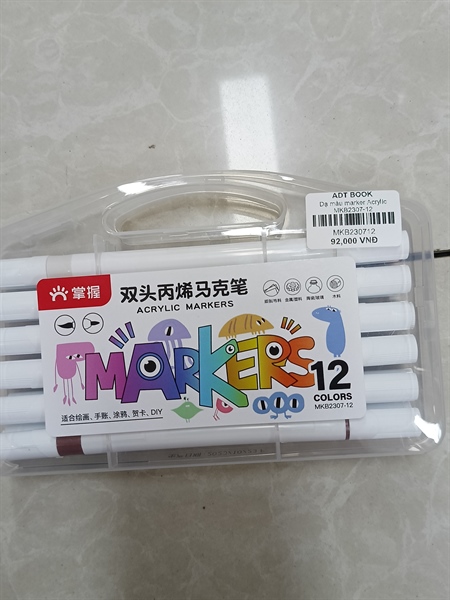 ADT BOOK
Dạ màu marker Acrylic
MKB2307-12
MKB230712
92,000 VNĐ
掌握
双头丙烯马克笔
ACRYLIC MARKERS
MARKERS
12
COLORS
MKB2307-12
适合绘画、手账、涂鸦、贺卡、DIY